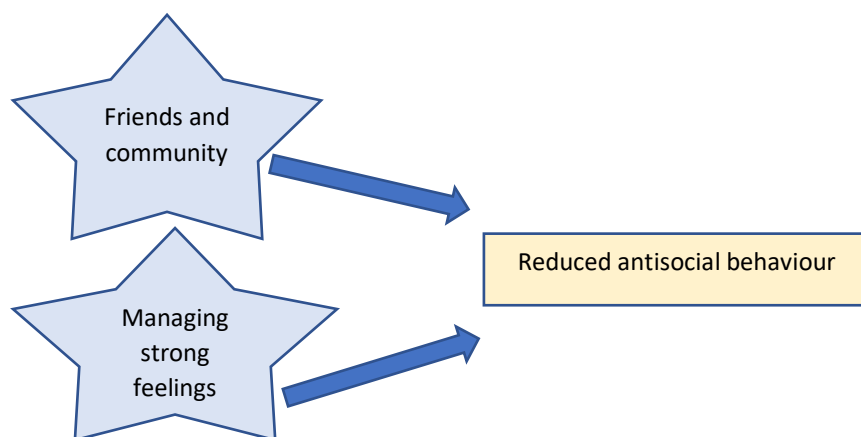 Friends and
community
Reduced antisocial behaviour
Managing
strong
feelings